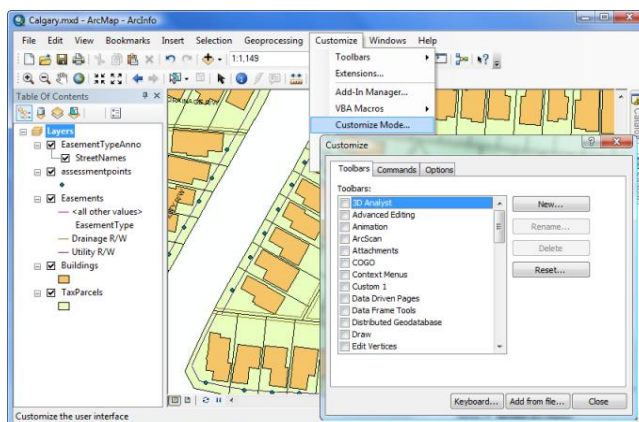 Calgary.mxd - ArcMap - ArcInfo
File Edit View Bookmarks Insert Selection Geoprocessing Customize Windows Help
1:1,149
Toolbars
Extensions...
Add-In Manager...
VBA Macros
Customize Mode...
Table Of Contents
Layers
EasementTypeAnno
StreetNames
assessmentpoints
Easements
<all other values>
EasementType
Drainage R/W
Utility R/W
Buildings
TaxParcels
Customize
Toolbars Commands Options
Toolbars:
3D Analyst
Advanced Editing
Animation
ArcScan
Attachments
COGO
Context Menus
Custom 1
Data Driven Pages
Data Frame Tools
Distributed Geodatabase
Draw
Edit Vertices
New...
Rename...
Delete
Reset...
Keyboard... Add from file... Close
Customize the user interface